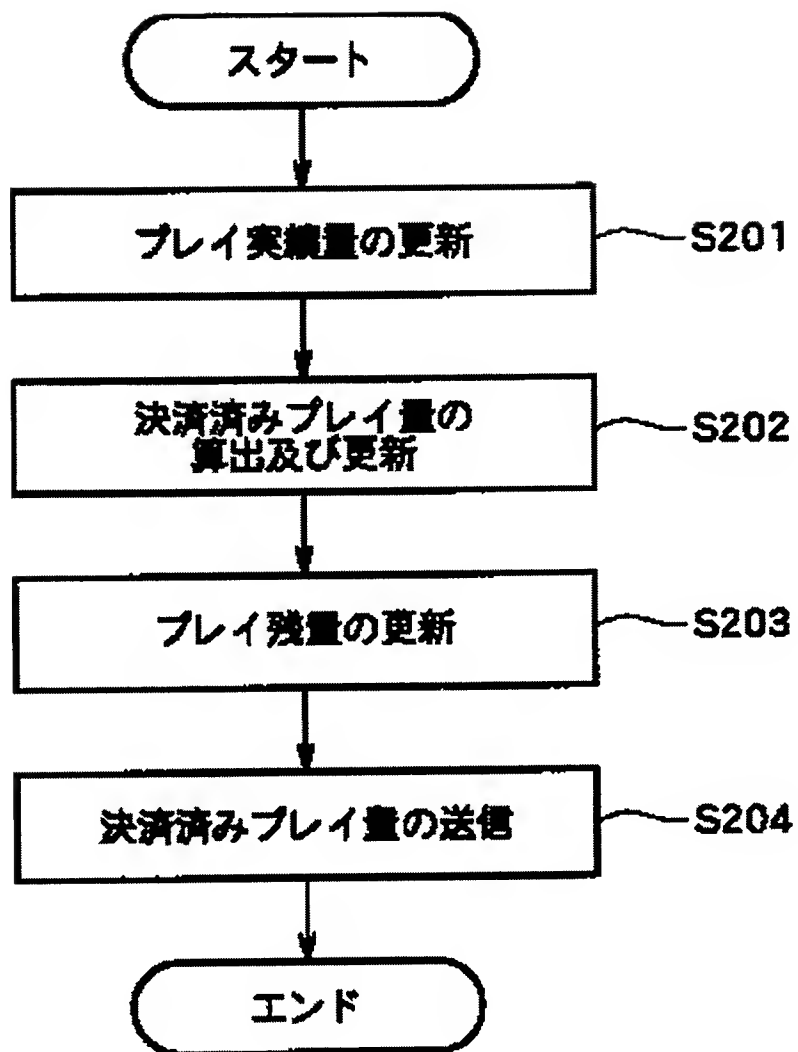 スタート
プレイ実績量の更新
S201
決済済みプレイ量の
算出及び更新
S202
プレイ残量の更新
S203
決済済みプレイ量の送信
S204
エンド